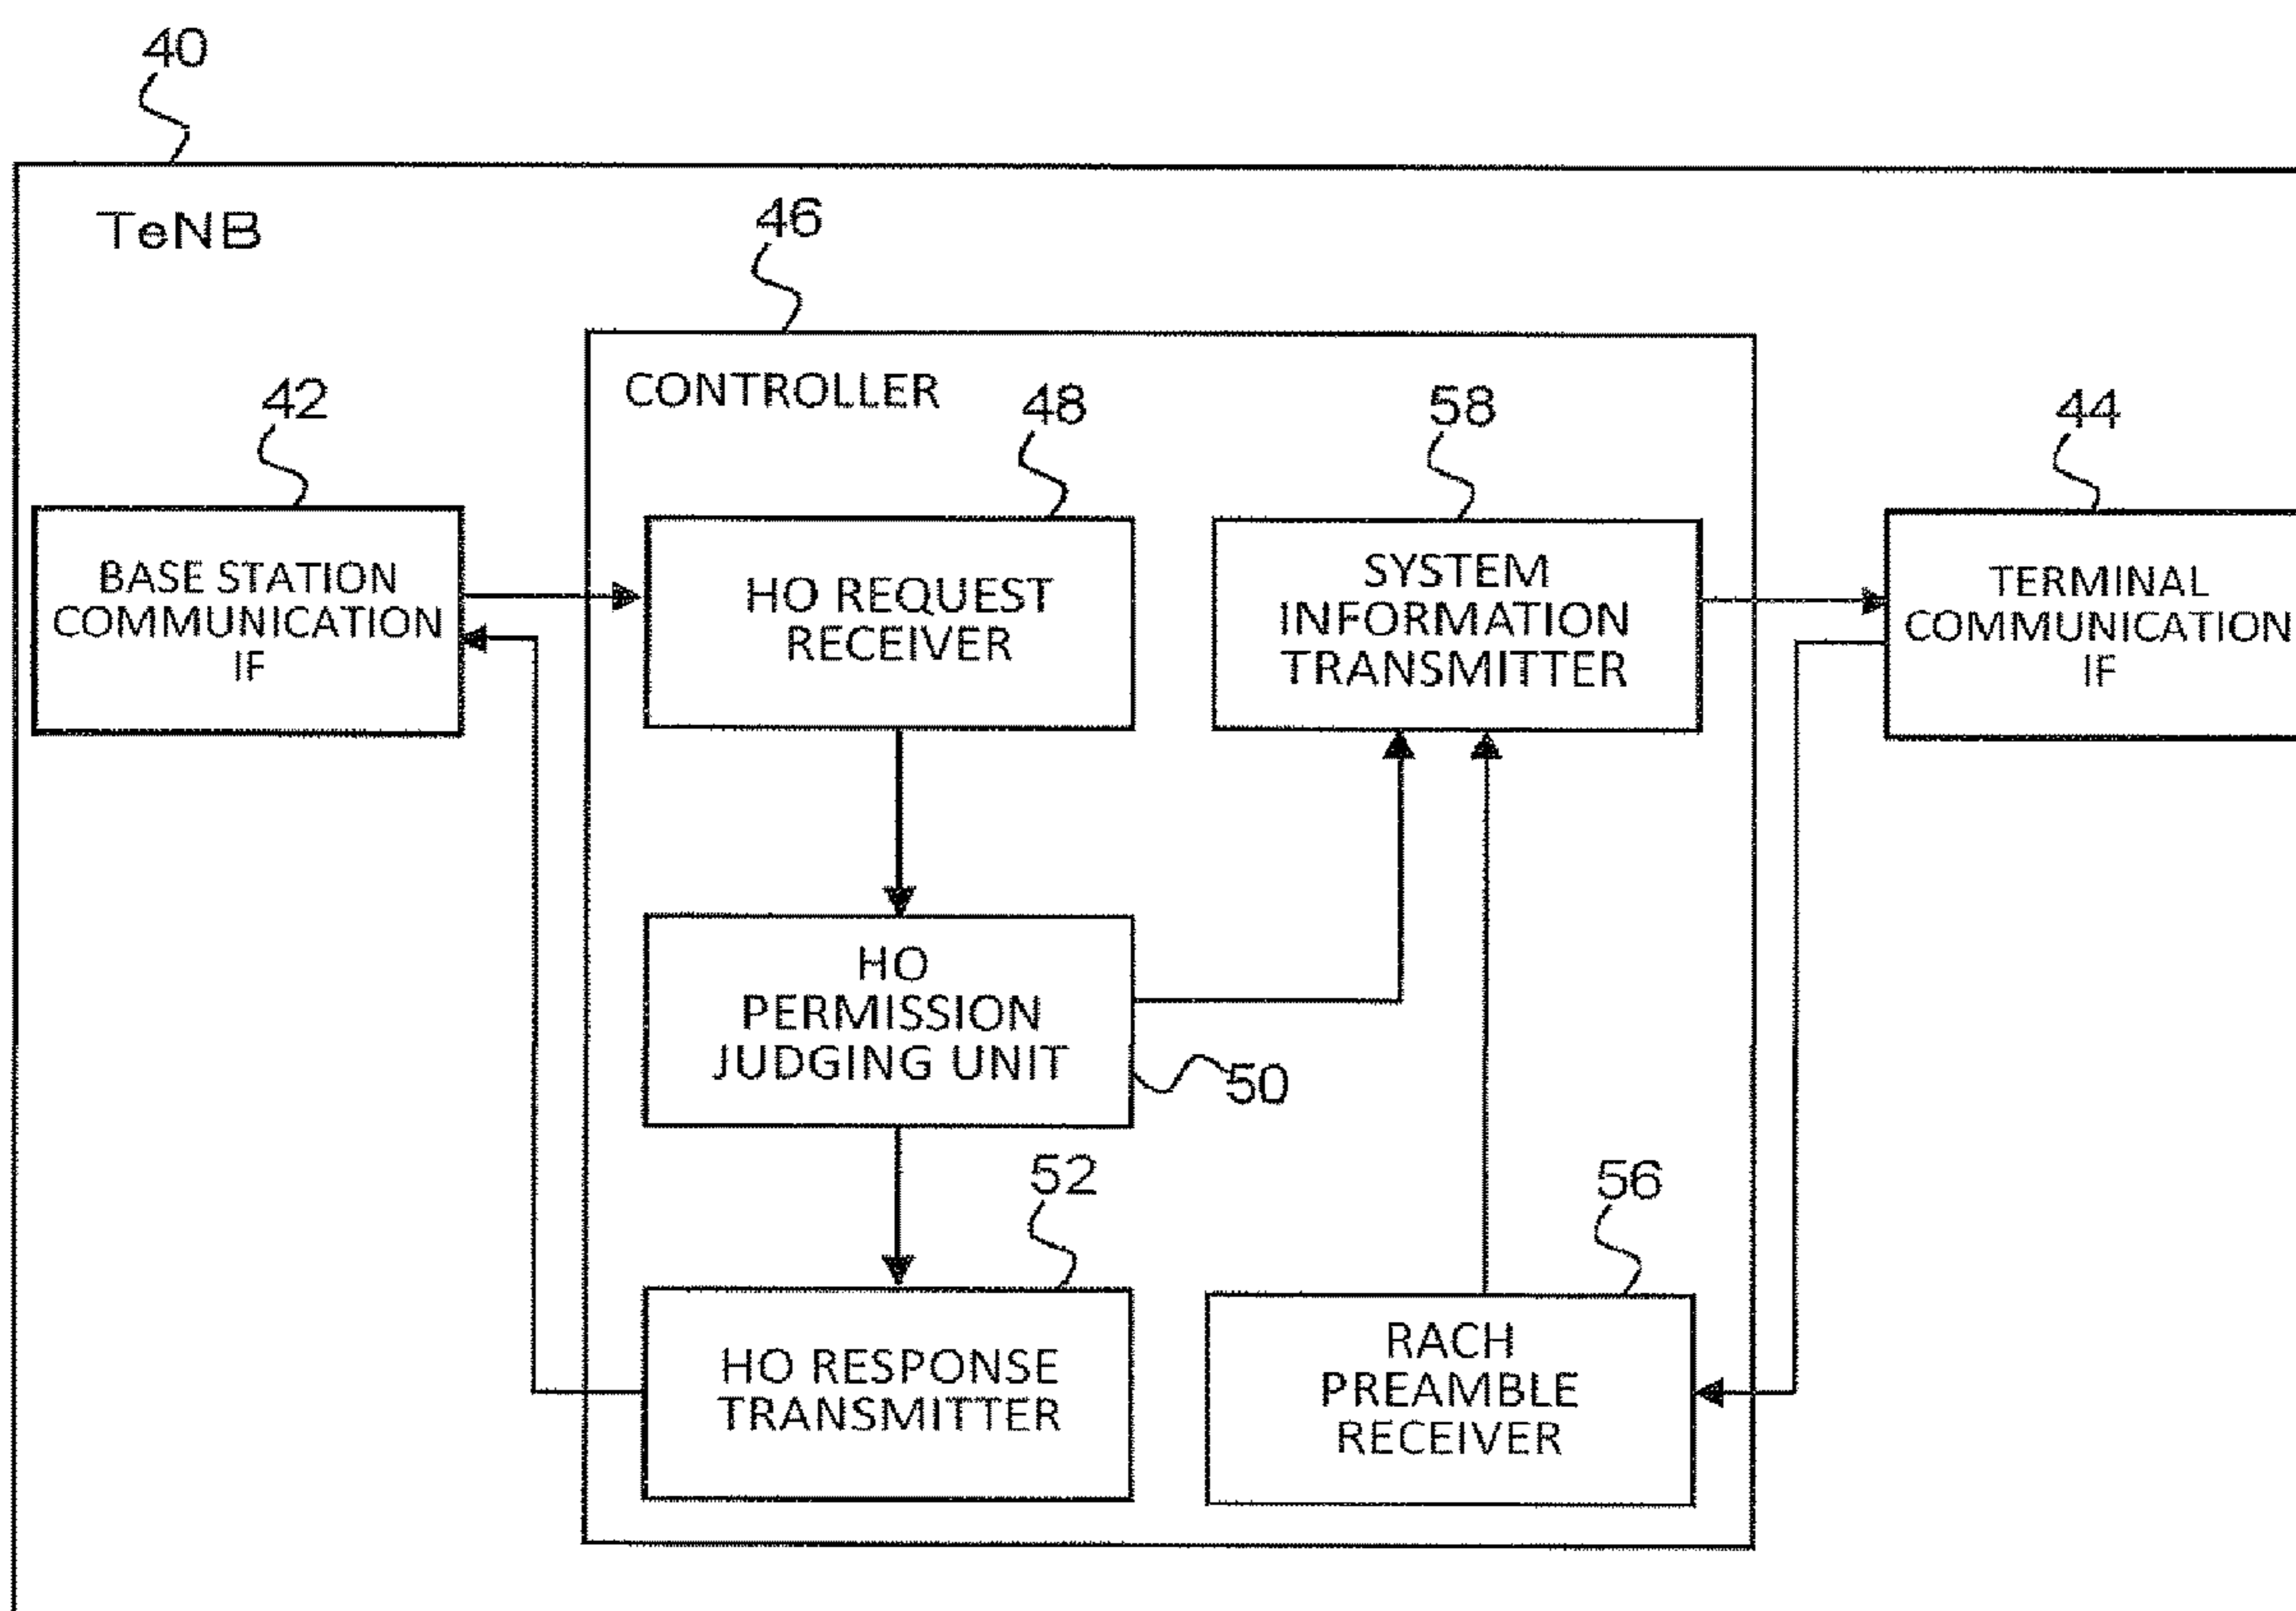 40
TeNB
46
42
CONTROLLER
48
58
44
BASE STATION
COMMUNICATION
IF
HO REQUEST
RECEIVER
SYSTEM
INFORMATION
TRANSMITTER
TERMINAL
COMMUNICATION
IF
HO
PERMISSION
JUDGING UNIT
50
52
56
HO RESPONSE
TRANSMITTER
RACH
PREAMBLE
RECEIVER